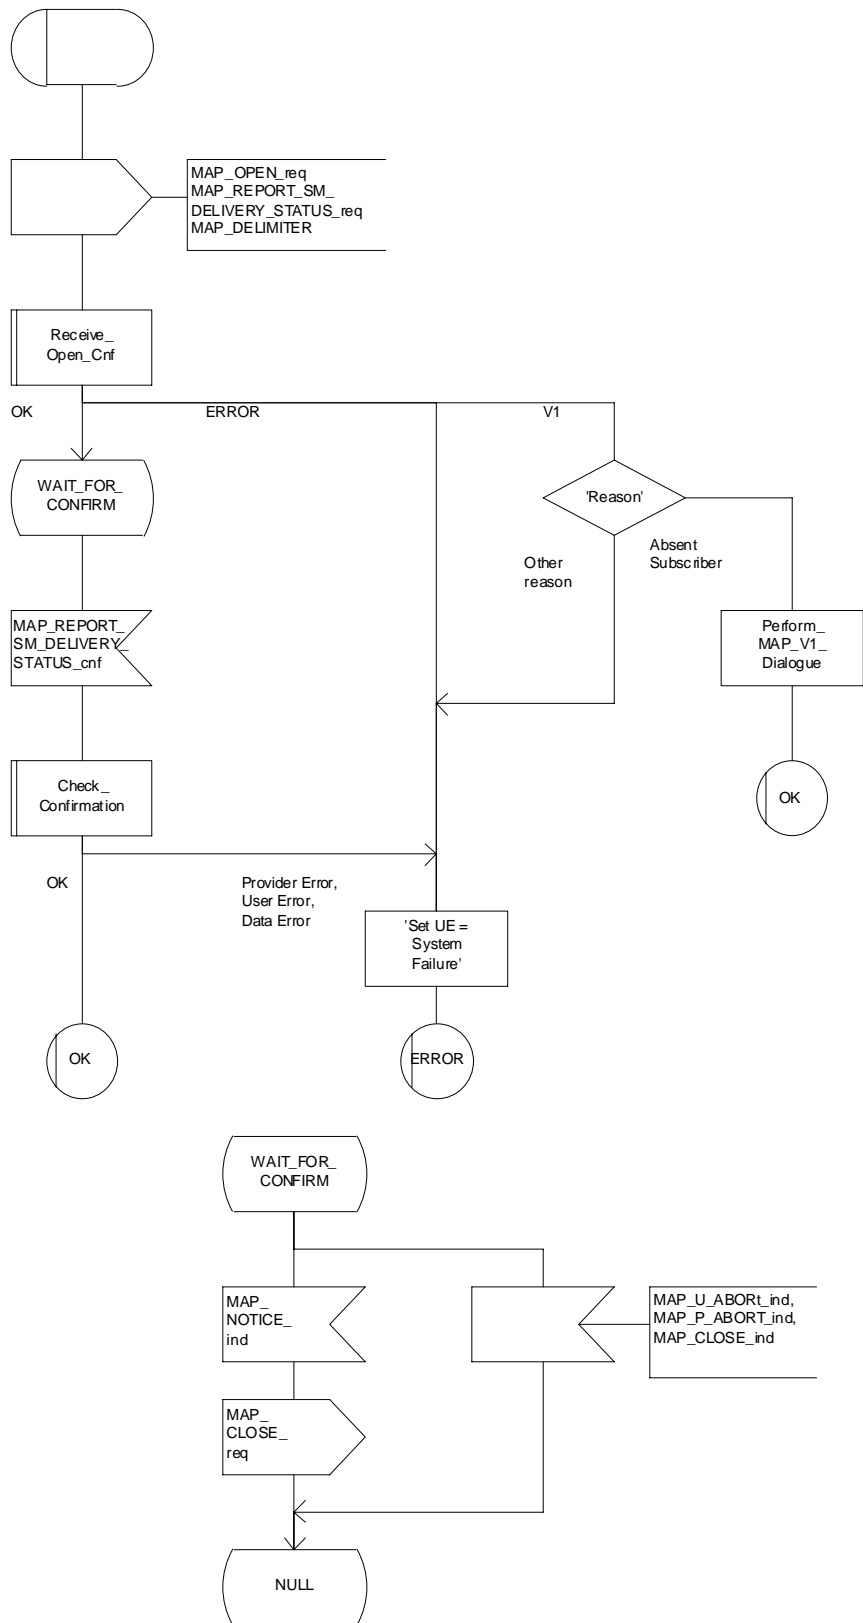 MAP_OPEN_req
MAP_REPORT_SM_
DELIVERY_STATUS_req
MAP_DELIMITER
Receive_
Open_Cnf
OK
ERROR
V1
WAIT_FOR_
CONFIRM
'Reason'
Other
reason
Absent
Subscriber
MAP_REPORT_
SM_DELIVERY_
STATUS_cnf
Perform_
MAP_V1_
Dialogue
Check_
Confirmation
OK
OK
Provider Error,
User Error,
Data Error
'Set UE =
System
Failure'
OK
ERROR
WAIT_FOR_
CONFIRM
MAP_
NOTICE_
ind
MAP_U_ABORt_ind,
MAP_P_ABORT_ind,
MAP_CLOSE_ind
MAP_
CLOSE_
req
NULL